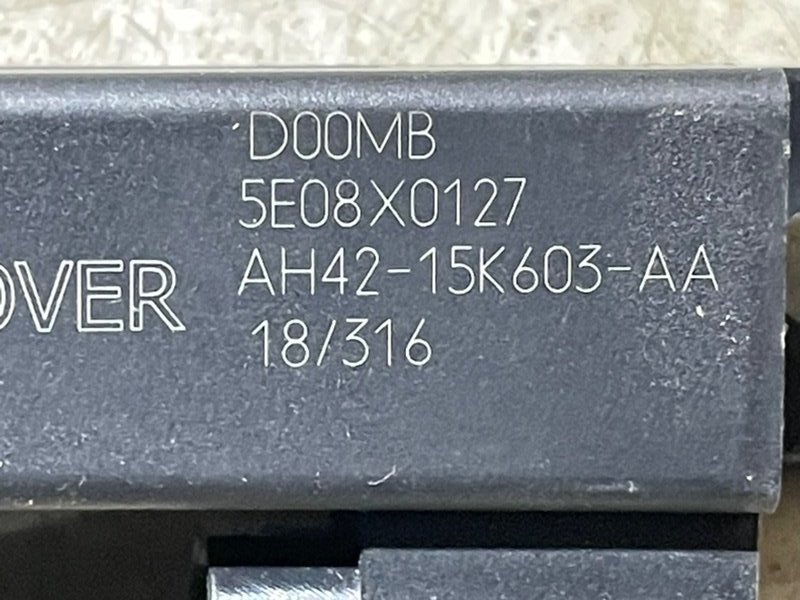 D00MB
5E08X0127
OVER
AH42-15K603-AA
18/316